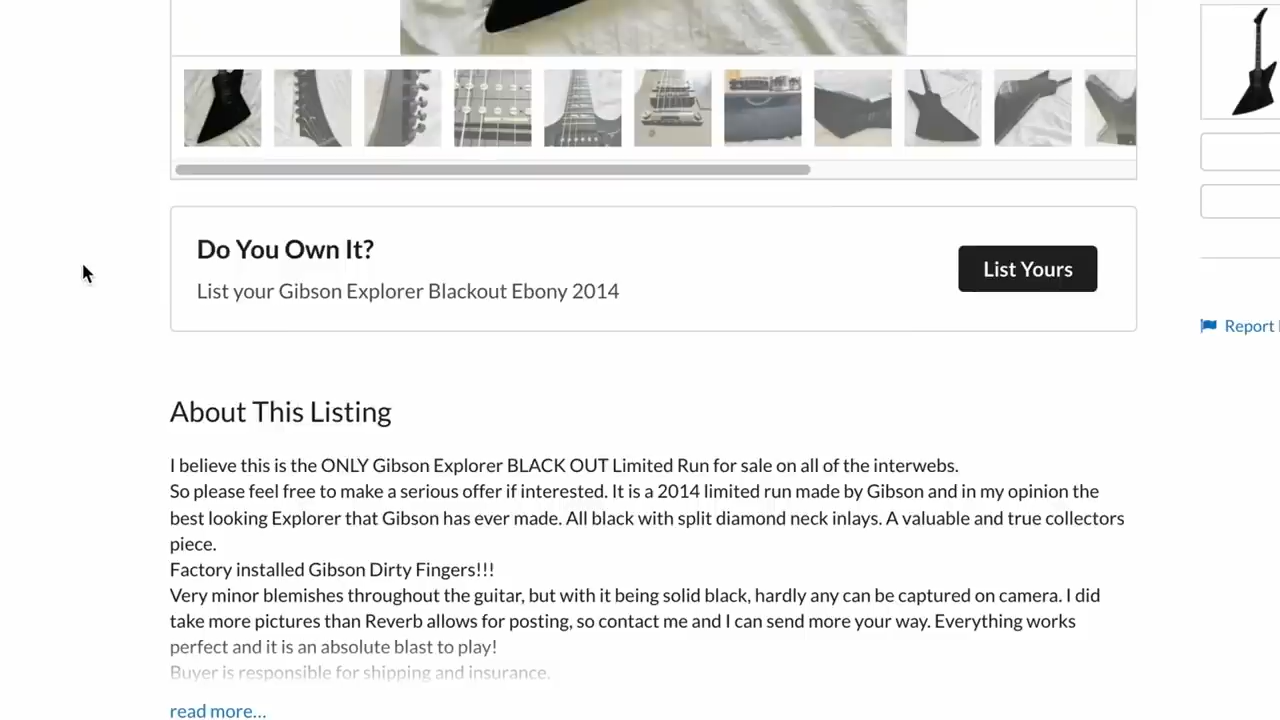 Do You Own It?
List your Gibson Explorer Blackout Ebony 2014
List Yours
Report
About This Listing
I believe this is the ONLY Gibson Explorer BLACK OUT Limited Run for sale on all of the interwebs.
So please feel free to make a serious offer if interested. It is a 2014 limited run made by Gibson and in my opinion the
best looking Explorer that Gibson has ever made. All black with split diamond neck inlays. A valuable and true collectors
piece.
Factory installed Gibson Dirty Fingers!!!
Very minor blemishes throughout the guitar, but with it being solid black, hardly any can be captured on camera. I did
take more pictures than Reverb allows for posting, so contact me and I can send more your way. Everything works
perfect and it is an absolute blast to play!
Buyer is responsible for shipping and insurance.
read more...